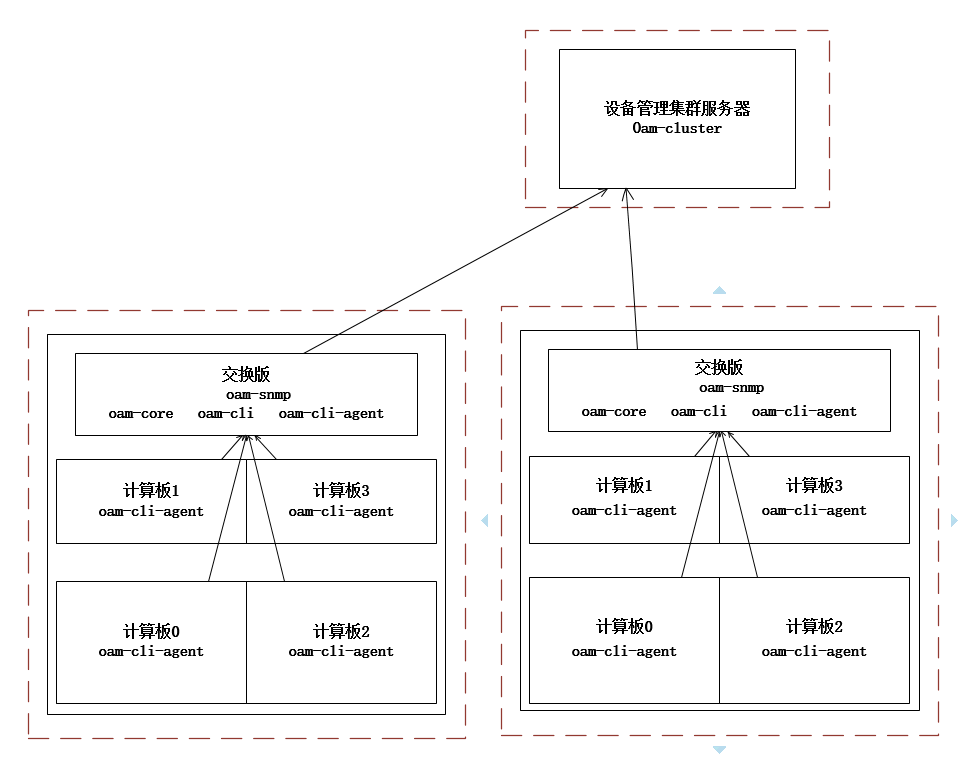 设备管理集群服务器
Oam-cluster
交换版
oam-snmp
oam-core oam-cli oam-cli-agent
计算板1
oam-cli-agent
计算板3
oam-cli-agent
计算板0
oam-cli-agent
计算板2
oam-cli-agent
交换版
oam-snmp
oam-core oam-cli oam-cli-agent
计算板1
oam-cli-agent
计算板3
oam-cli-agent
计算板0
oam-cli-agent
计算板2
oam-cli-agent